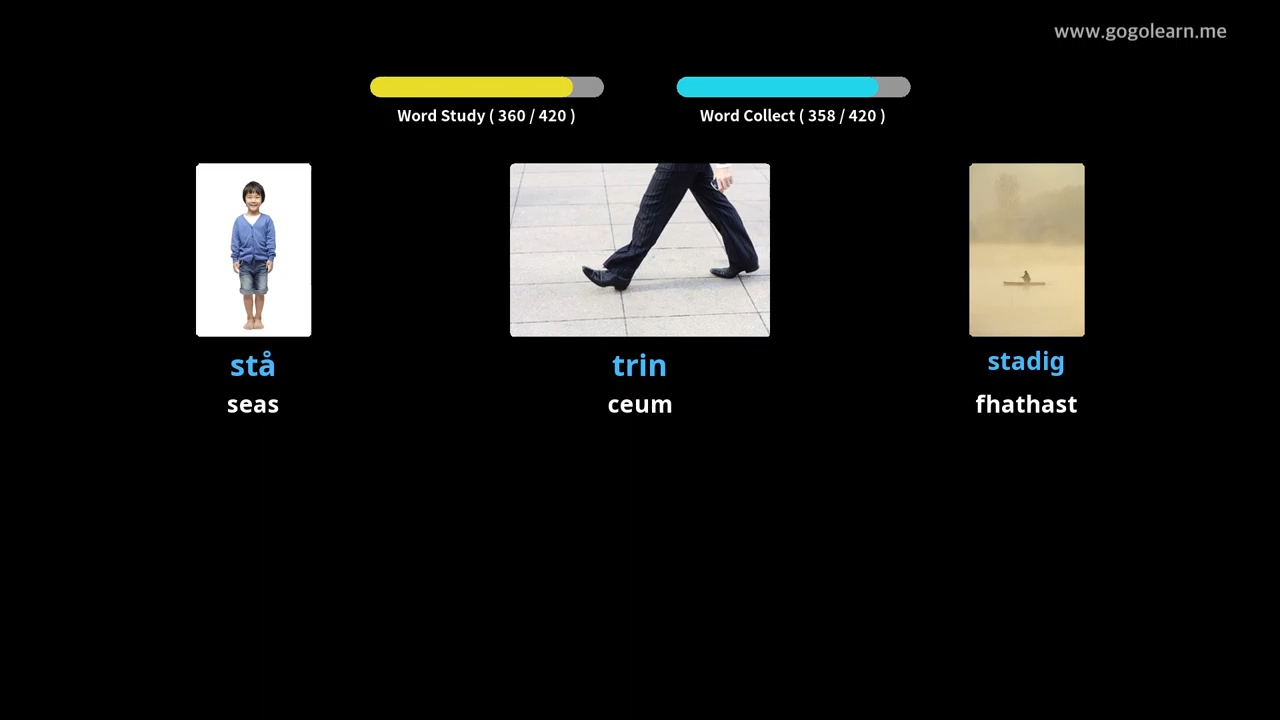 www.gogolearn.me
Word Study ( 360 / 420 )
Word Collect ( 358 / 420 )
stå
seas
trin
ceum
stadig
fhathast